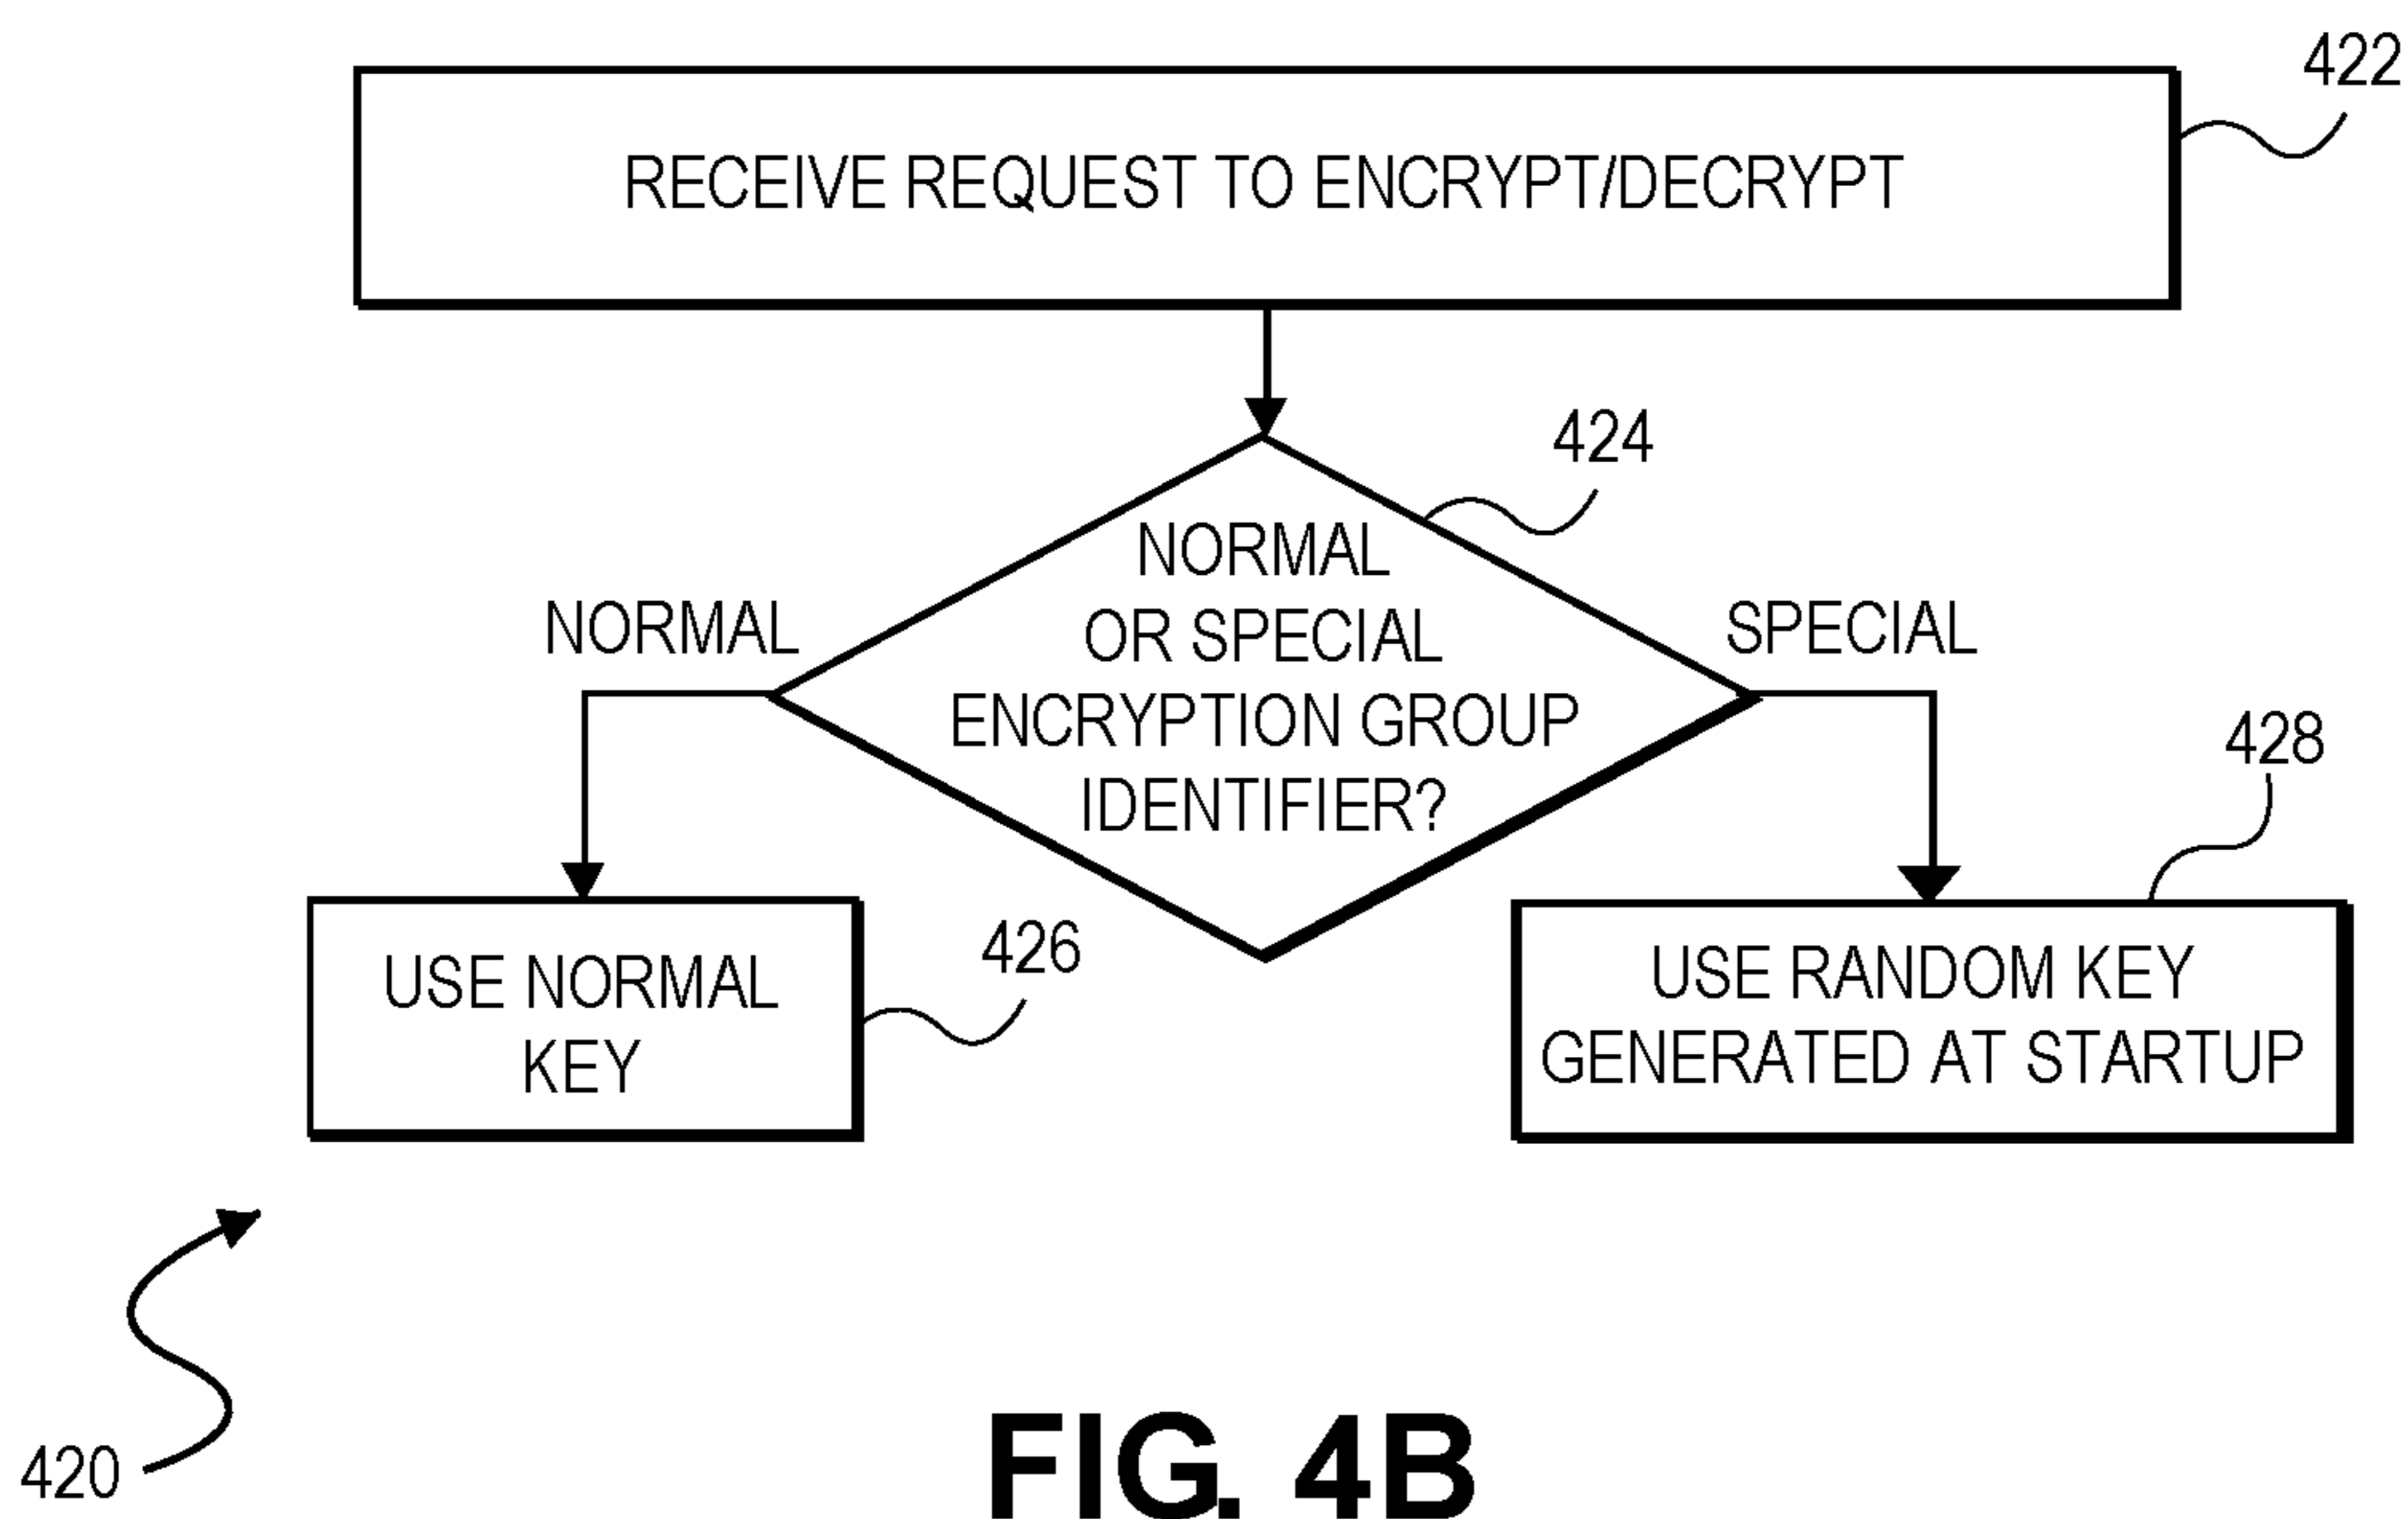 422
RECEIVE REQUEST TO ENCRYPT/DECRYPT
424
NORMAL
OR SPECIAL
ENCRYPTION GROUP
IDENTIFIER?
NORMAL
SPECIAL
428
426
USE NORMAL
KEY
USE RANDOM KEY
GENERATED AT STARTUP
420
FIG. 4B